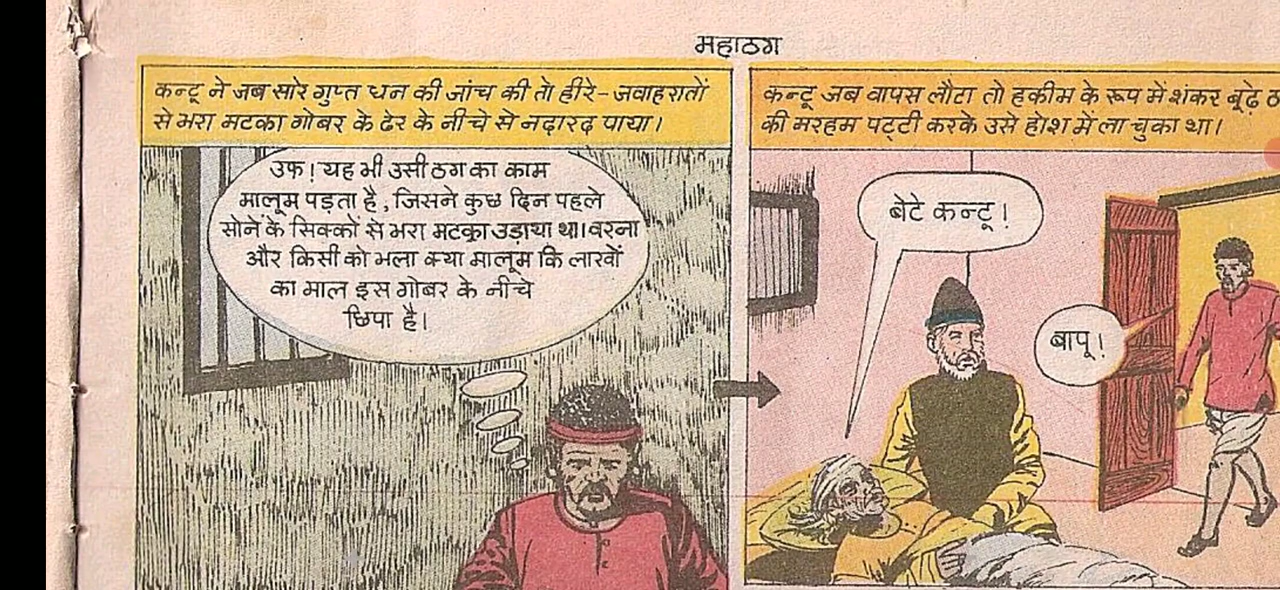 महाठग
कन्टू ने जब सारे गुप्त धन की जांच की तो हीरे-जवाहरातों
से भरा मटका गोबर के ढेर के नीचे से नदारद पाया।
उफ! यह भी उसी ठग का काम
मालूम पड़ता है, जिसने कुछ दिन पहले
सोने के सिक्कों से भरा मटका उड़ाया था। वरना
और किसी को भला क्या मालूम कि लाखों
का माल इस गोबर के नीचे
छिपा है।
कन्टू जब वापस लौटा तो हकीम के रूप में शंकर बूढ़े
की मरहम पट्टी करके उसे होश में ला चुका था।
बेटे कन्टू!
बापू!